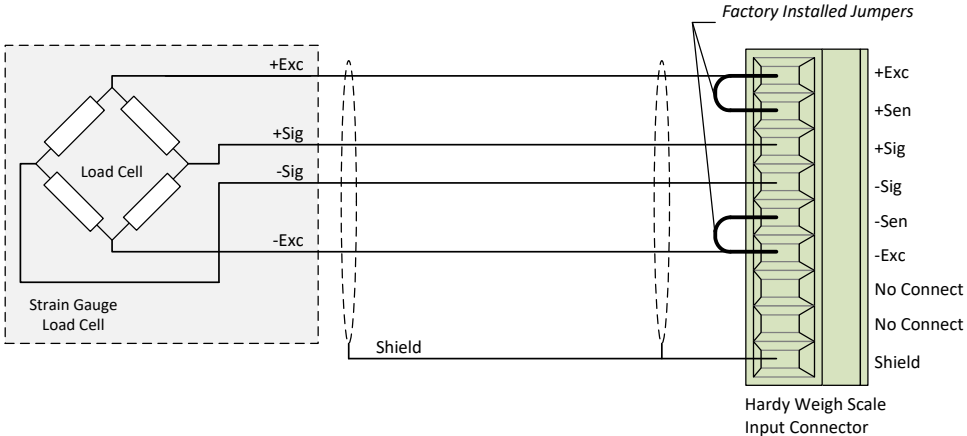 Factory Installed Jumpers
+Exc
+Exc
+Sen
+Sig
+Sig
Load Cell
-Sig
-Sig
-Sen
-Exc
-Exc
No Connect
Strain Gauge
Load Cell
No Connect
Shield
Shield
Hardy Weigh Scale
Input Connector